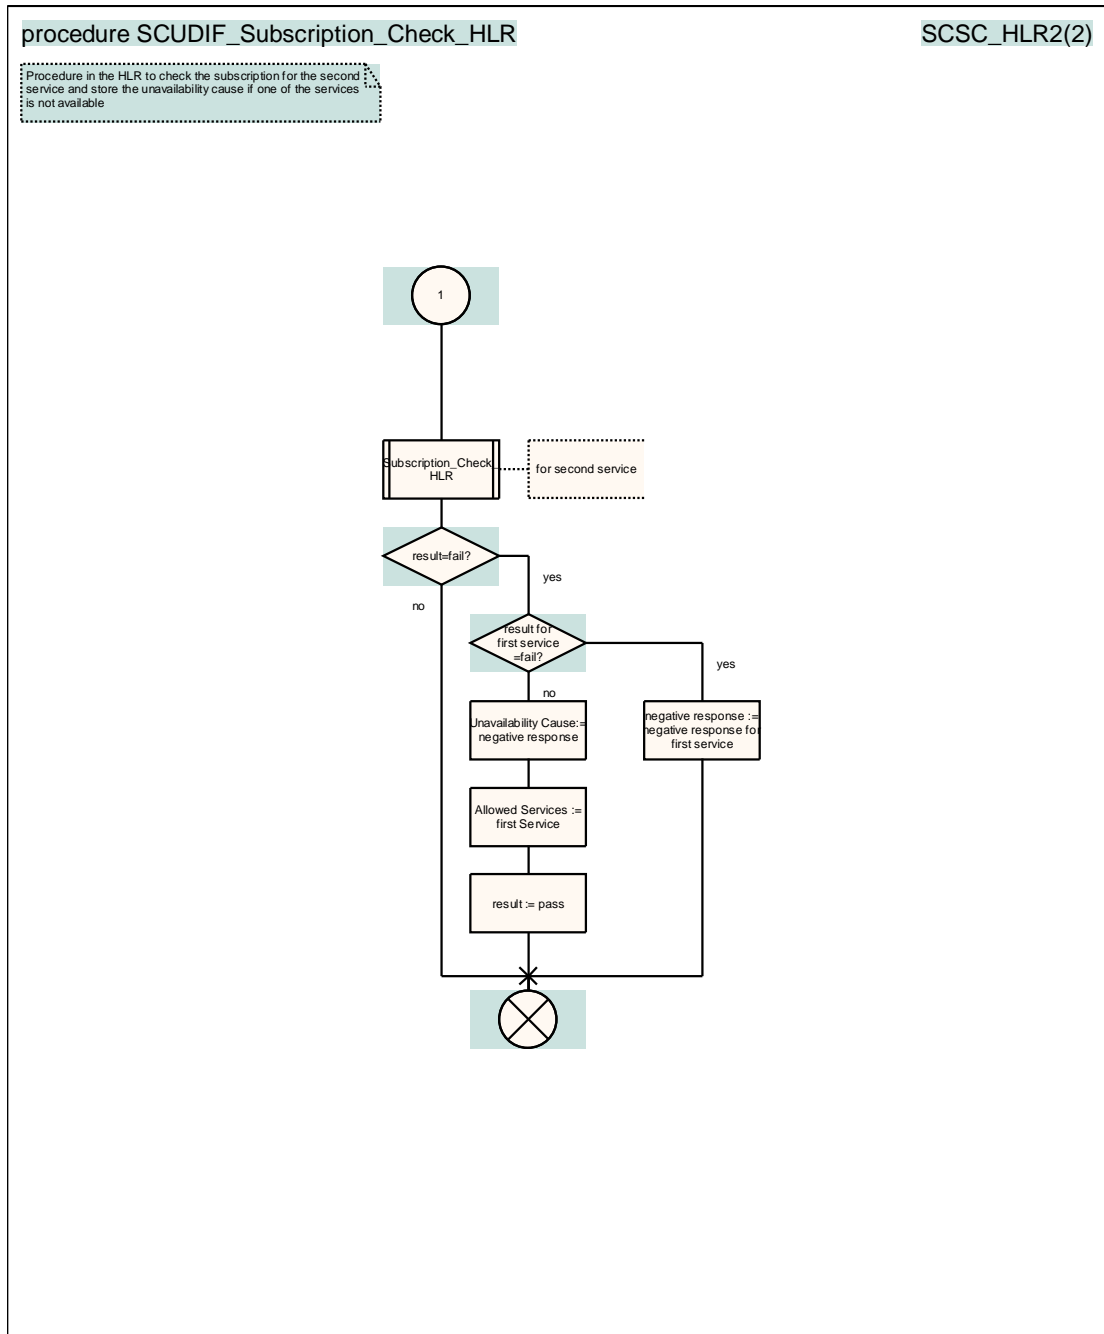 procedure SCUDIF_Subscription_Check_HLR
SCSC_HLR2(2)
Procedure in the HLR to check the subscription for the second
service and store the unavailability cause if one of the services
is not available
1
Subscription_Check_
HLR
for second service
result=fail?
yes
no
result for
first service
=fail?
yes
no
Unavailability Cause:=
negative response
negative response :=
negative response for
first service
Allowed Services :=
first Service
result := pass